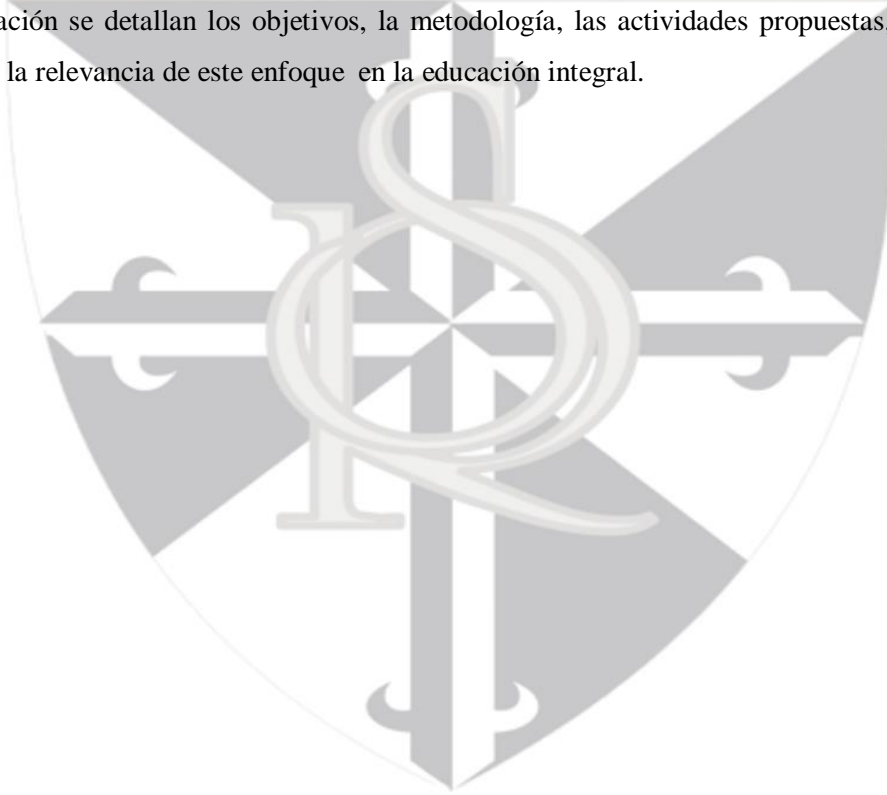 ación se detallan los objetivos, la metodología, las actividades propuestas.
la relevancia de este enfoque en la educación integral.